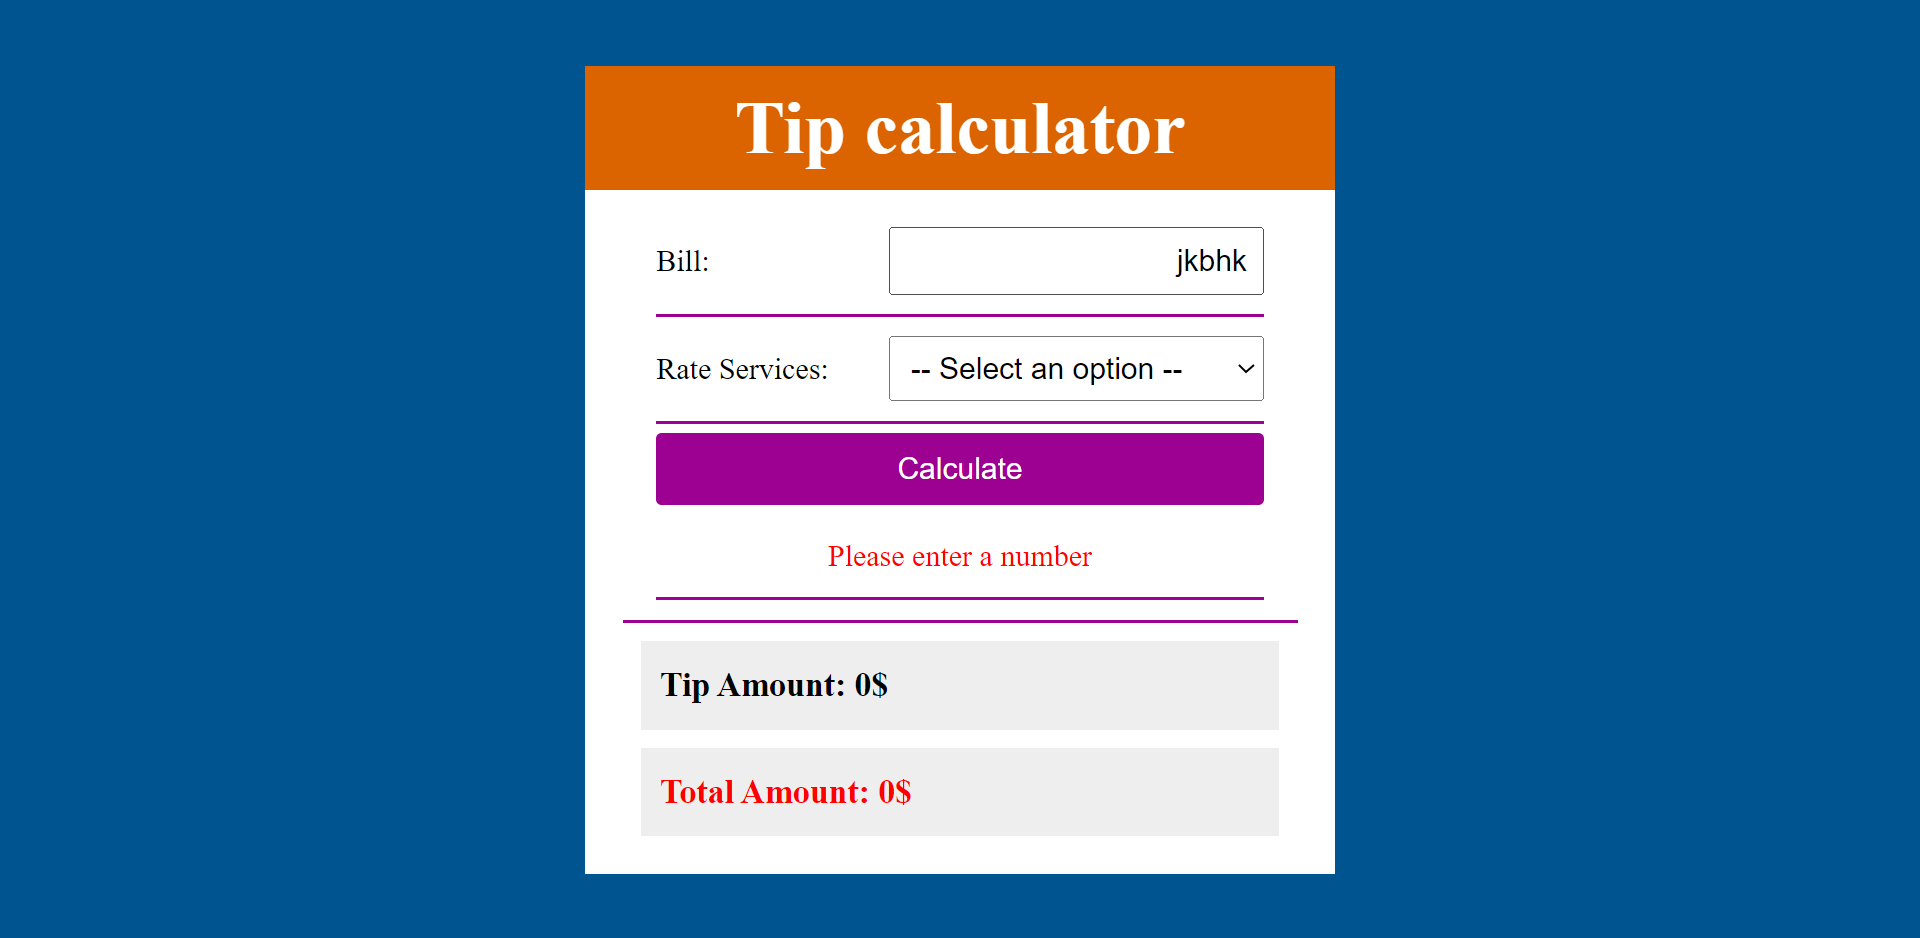 Tip calculator
Bill: jkbhk
Rate Services: -- Select an option --
Calculate
Please enter a number
Tip Amount: 0$
Total Amount: 0$